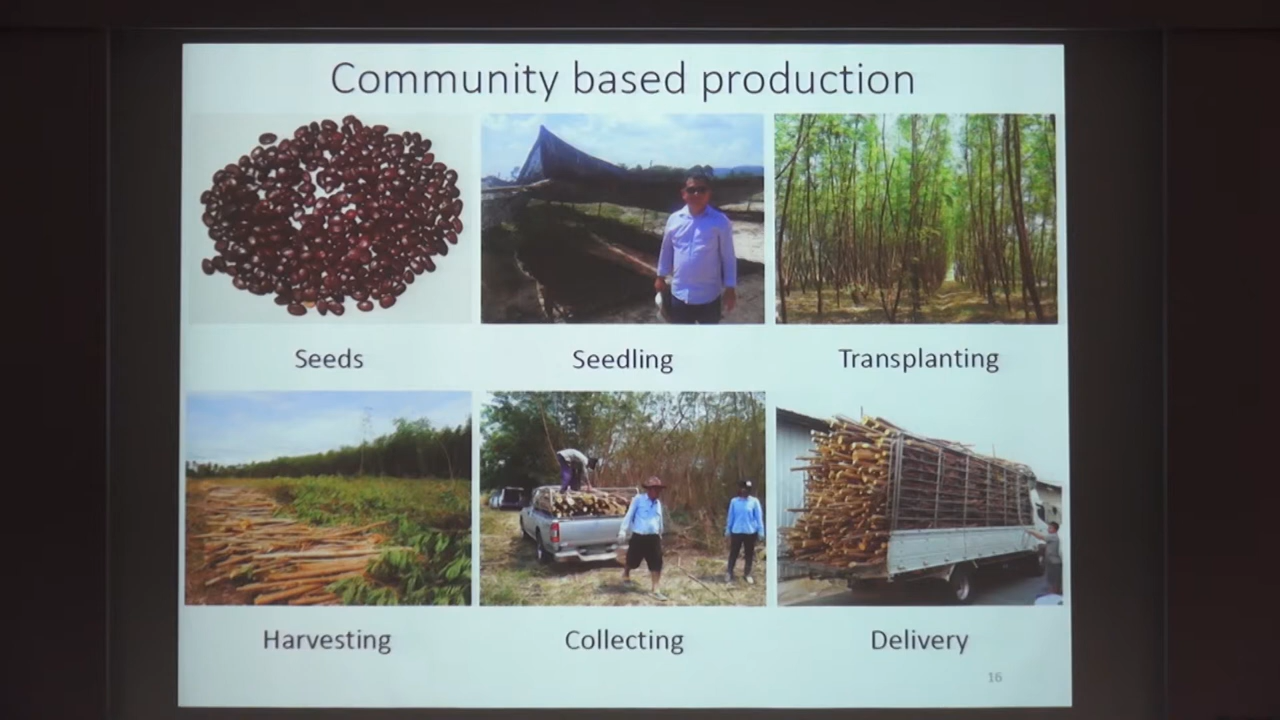 Community based production
Seeds
Seedling
Transplanting
Harvesting
Collecting
Delivery
16